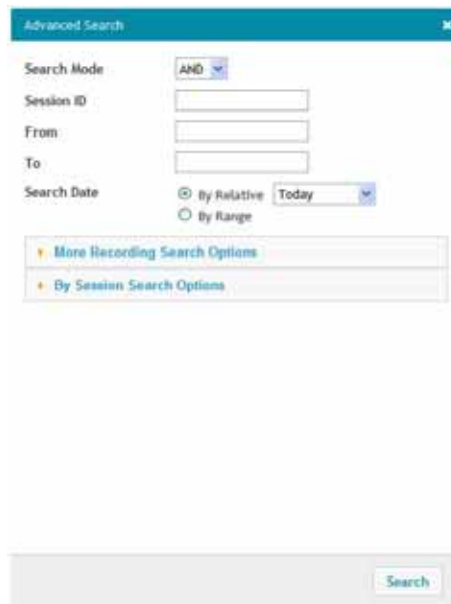 Advanced Search
Search Mode AND
Session ID
From
To
Search Date By Relative Today
By Range
More Recording Search Options
By Session Search Options
Search